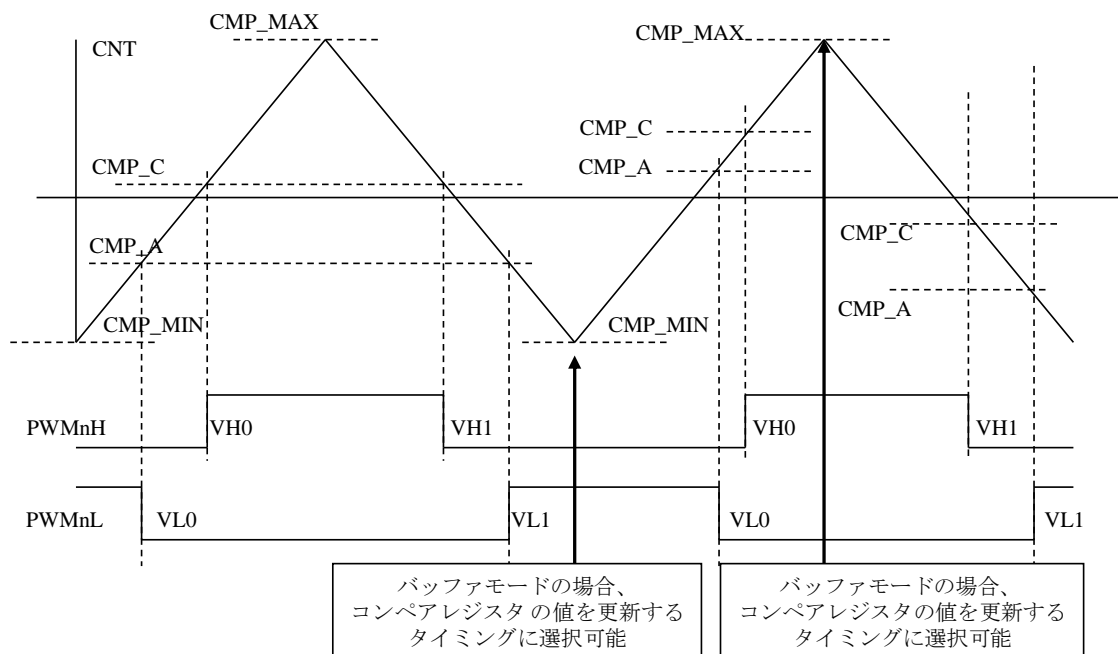 CMP_MAX
CMP_MAX
CNT
CMP_C
CMP_A
CMP_C
CMP_A
CMP_C
CMP_A
CMP_MIN
CMP_MIN
PWMnH
VH0
VH1
VH0
VH1
PWMnL
VL0
VL1
VL0
VL1
バッファモードの場合、
コンペアレジスタ の値を更新する
タイミングに選択可能
バッファモードの場合、
コンペアレジスタの値を更新する
タイミングに選択可能